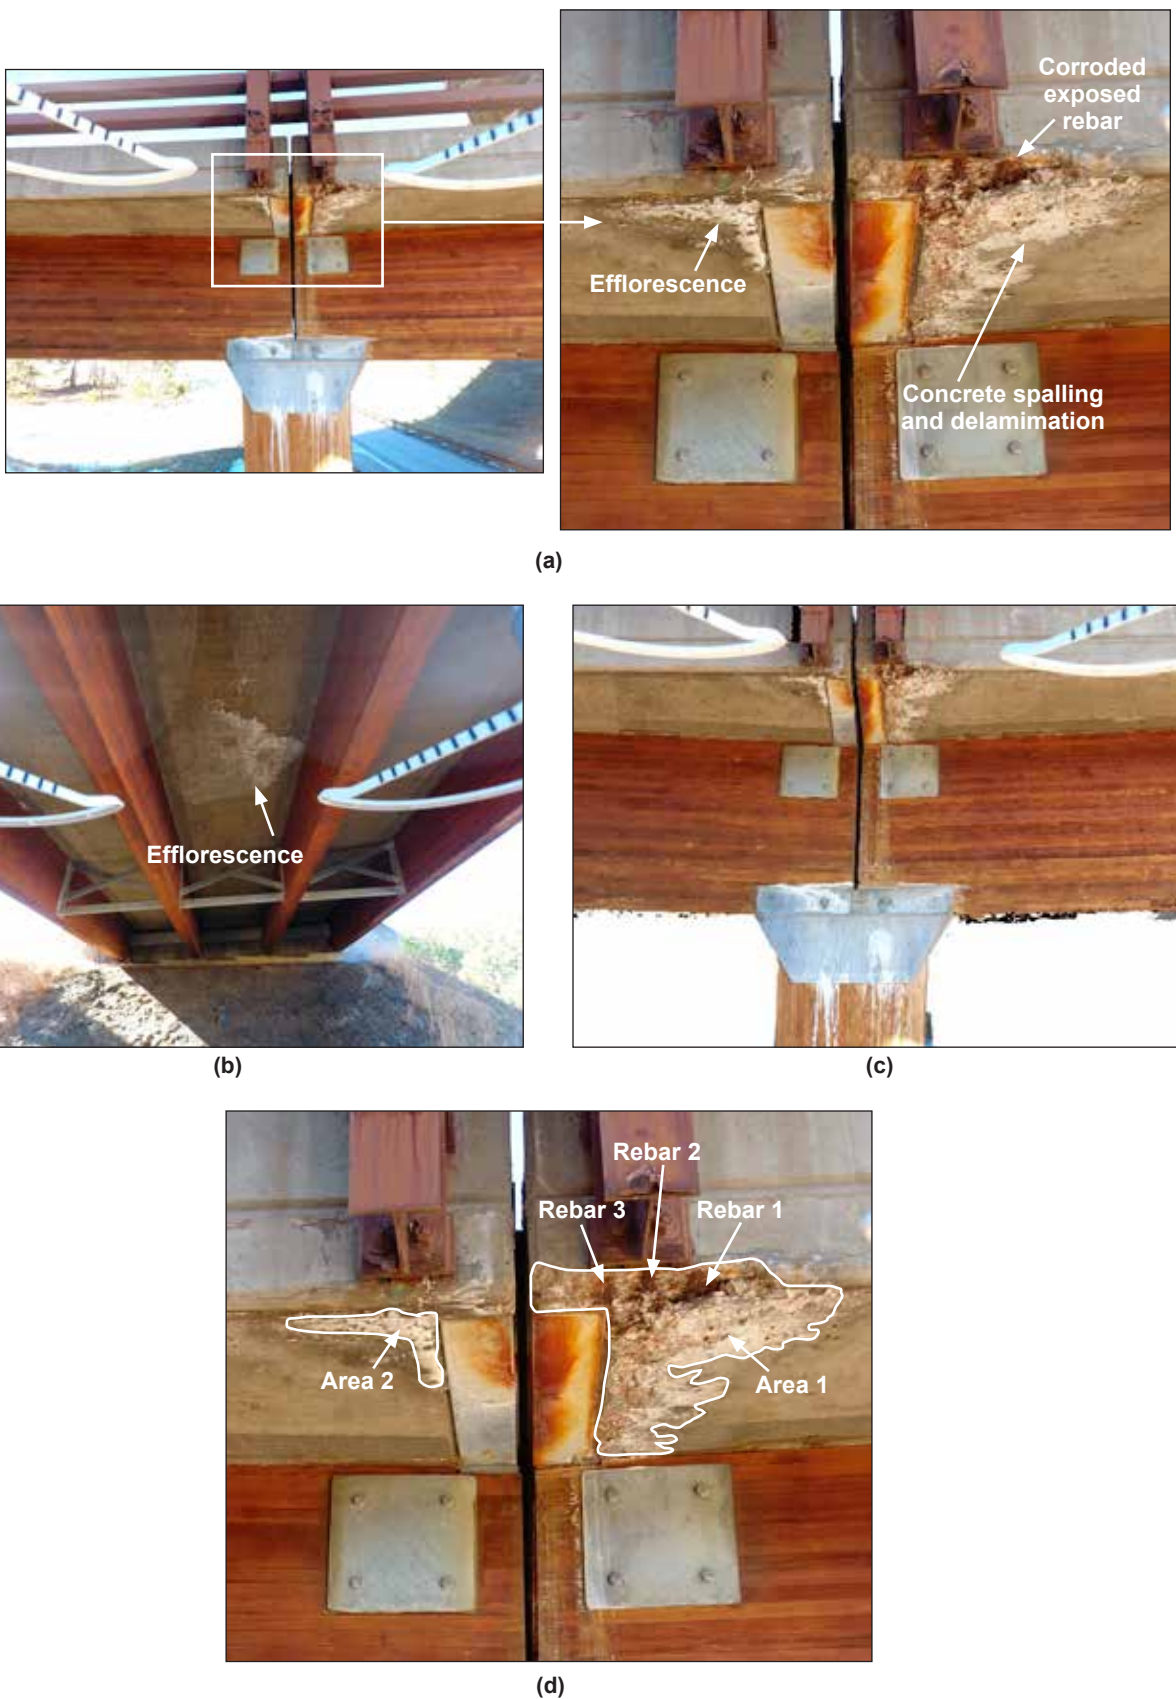 Corroded
exposed
rebar
Efflorescence
Concrete spalling
and delamimation
(a)
Efflorescence
(b)
(c)
Rebar 2
Rebar 3
Rebar 1
Area 2
Area 1
(d)